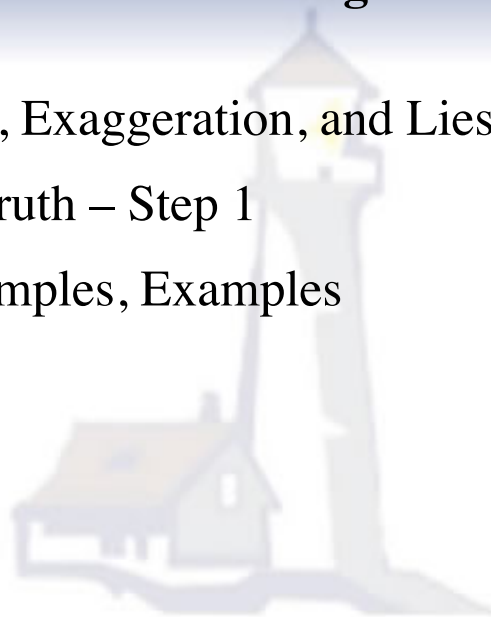 , Exaggeration, and Lies
ruth – Step 1
mples, Examples